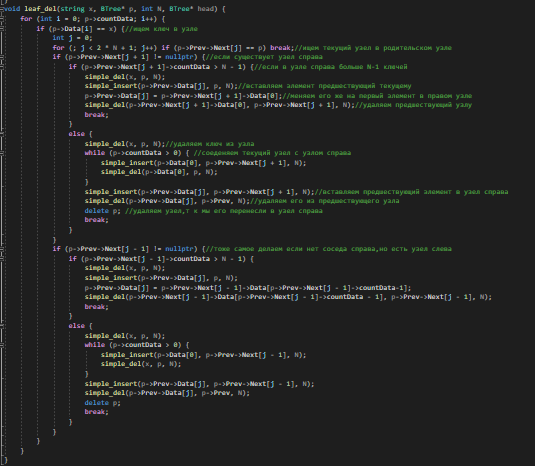 void leaf_del(string x, BTree* p, int N, BTree* head) {
for (int i = 0; p->countData; i++) {
if (p->Data[i] == x) {//ищем ключ в узле
int j = 0;
for (; j < 2 * N + 1; j++) if (p->Prev->Next[j] == p) break;//ищем текущий узел в родительском узле
if (p->Prev->Next[j + 1] != nullptr) {//если существует узел справа
if (p->Prev->Next[j + 1]->countData > N - 1) {//если в узле справа больше N-1 ключей
simple_del(x, p, N);
simple_insert(p->Prev->Data[j], p, N);//вставляем элемент предшествующий текущему
p->Prev->Data[j] = p->Prev->Next[j + 1]->Data[0];//меняем его же на первый элемент в правом узле
simple_del(p->Prev->Next[j + 1]->Data[0], p->Prev->Next[j + 1], N);//удаляем предшествующий узлу
break;
}
else {
simple_del(x, p, N);//удаляем ключ из узла
while (p->countData > 0) { //соеденяем текущий узел с узлом справа
simple_insert(p->Data[0], p->Prev->Next[j + 1], N);
simple_del(p->Data[0], p, N);
}
simple_insert(p->Prev->Data[j], p->Prev->Next[j + 1], N);//вставляем предшествующий элемент в узел справа
simple_del(p->Prev->Data[j], p->Prev, N);//удаляем его из предшествующего узла
delete p; //удаляем узел,т к мы его перенесли в узел справа
break;
}
}
if (p->Prev->Next[j - 1] != nullptr) {//тоже самое делаем если нет соседа справа,но есть узел слева
if (p->Prev->Next[j - 1]->countData > N - 1) {
simple_del(x, p, N);
simple_insert(p->Prev->Data[j], p, N);
p->Prev->Data[j] = p->Prev->Next[j - 1]->Data[p->Prev->Next[j - 1]->countData-1];
simple_del(p->Prev->Next[j - 1]->Data[p->Prev->Next[j - 1]->countData - 1], p->Prev->Next[j - 1], N);
break;
}
else {
simple_del(x, p, N);
while (p->countData > 0) {
simple_insert(p->Data[0], p->Prev->Next[j - 1], N);
simple_del(x, p, N);
}
simple_insert(p->Prev->Data[j], p->Prev->Next[j - 1], N);
simple_del(p->Prev->Data[j], p->Prev, N);
delete p;
break;
}
}
}
}
}